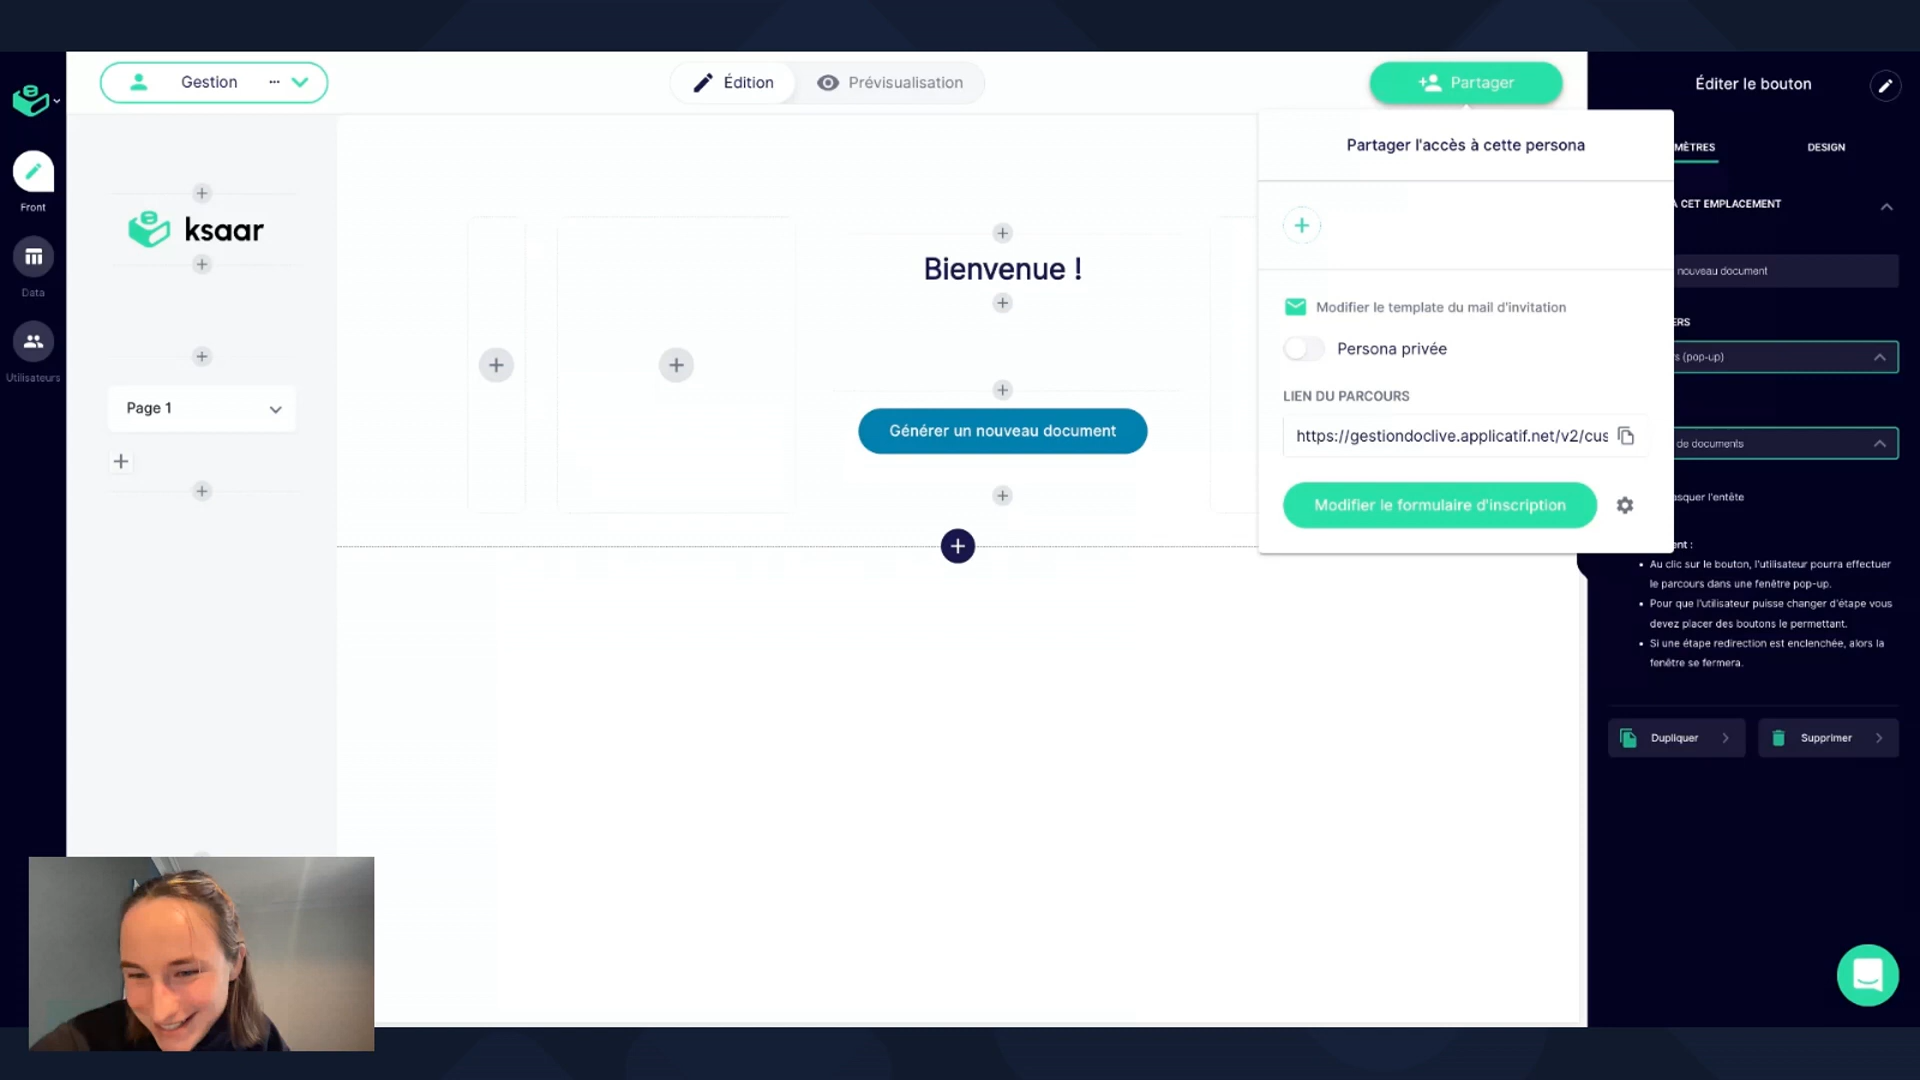 Gestion ...
Édition
Prévisualisation
Partager
Éditer le bouton
Front
Data
Utilisateurs
ksaar
Page 1
Bienvenue !
Générer un nouveau document
Partager l'accès à cette persona
Modifier le template du mail d'invitation
Persona privée
LIEN DU PARCOURS
https://gestiondoclive.applicatif.net/v2/cus
Modifier le formulaire d'inscription
DESIGN
CET EMPLACEMENT
nouveau document
(pop-up)
de documents
l'entête
Au clic sur le bouton, l'utilisateur pourra effectuer
le parcours dans une fenêtre pop-up.
Pour que l'utilisateur puisse changer d'étape vous
devez placer des boutons le permettant.
Si une étape redirection est enclenchée, alors la
fenêtre se fermera.
Dupliquer
Supprimer